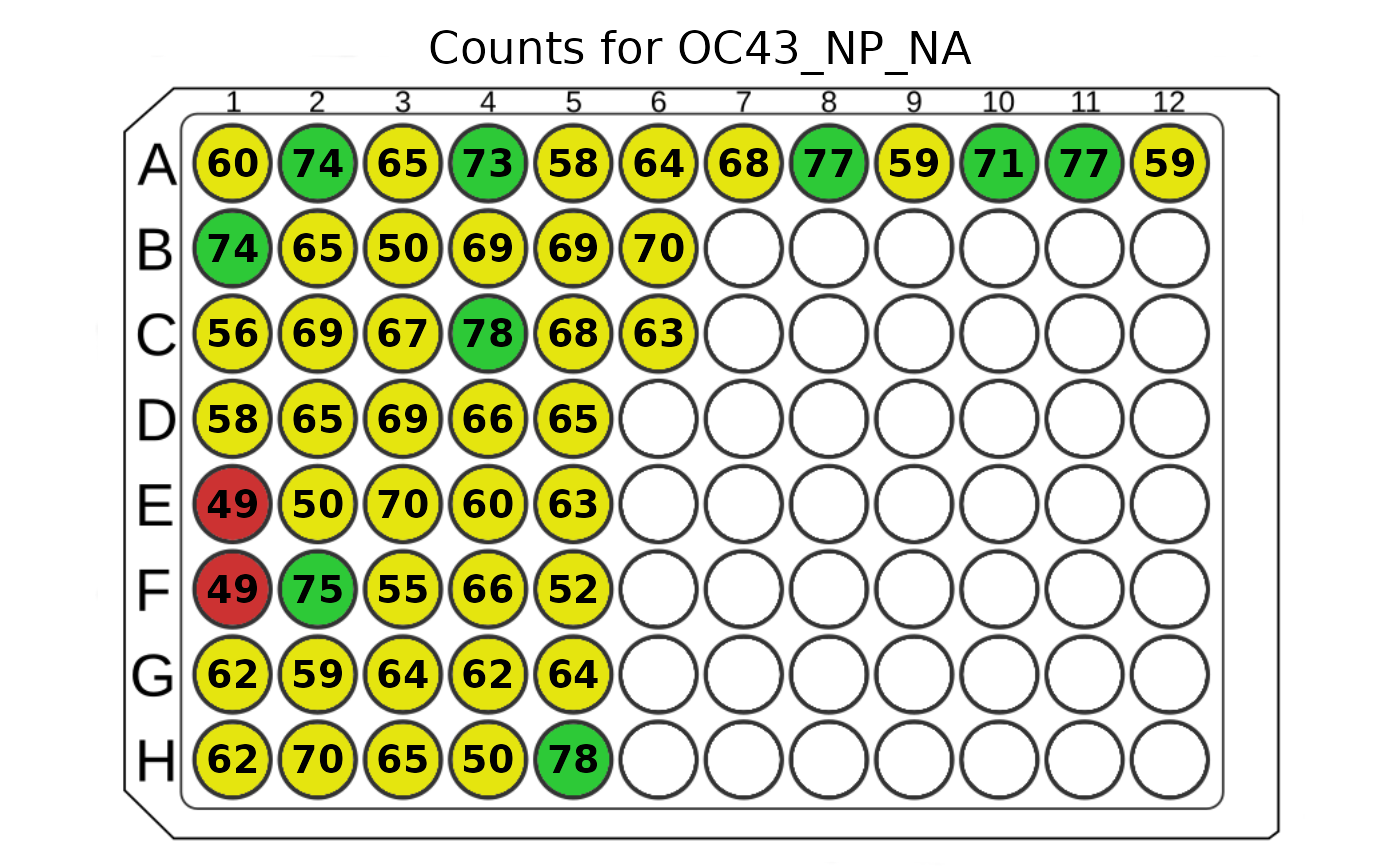 Counts for OC43_NP_NA
1 2 3 4 5 6 7 8 9 10 11 12
A 60 74 65 73 58 64 68 77 59 71 77 59
B 74 65 50 69 69 70
C 56 69 67 78 68 63
D 58 65 69 66 65
E 49 50 70 60 63
F 49 75 55 66 52
G 62 59 64 62 64
H 62 70 65 50 78